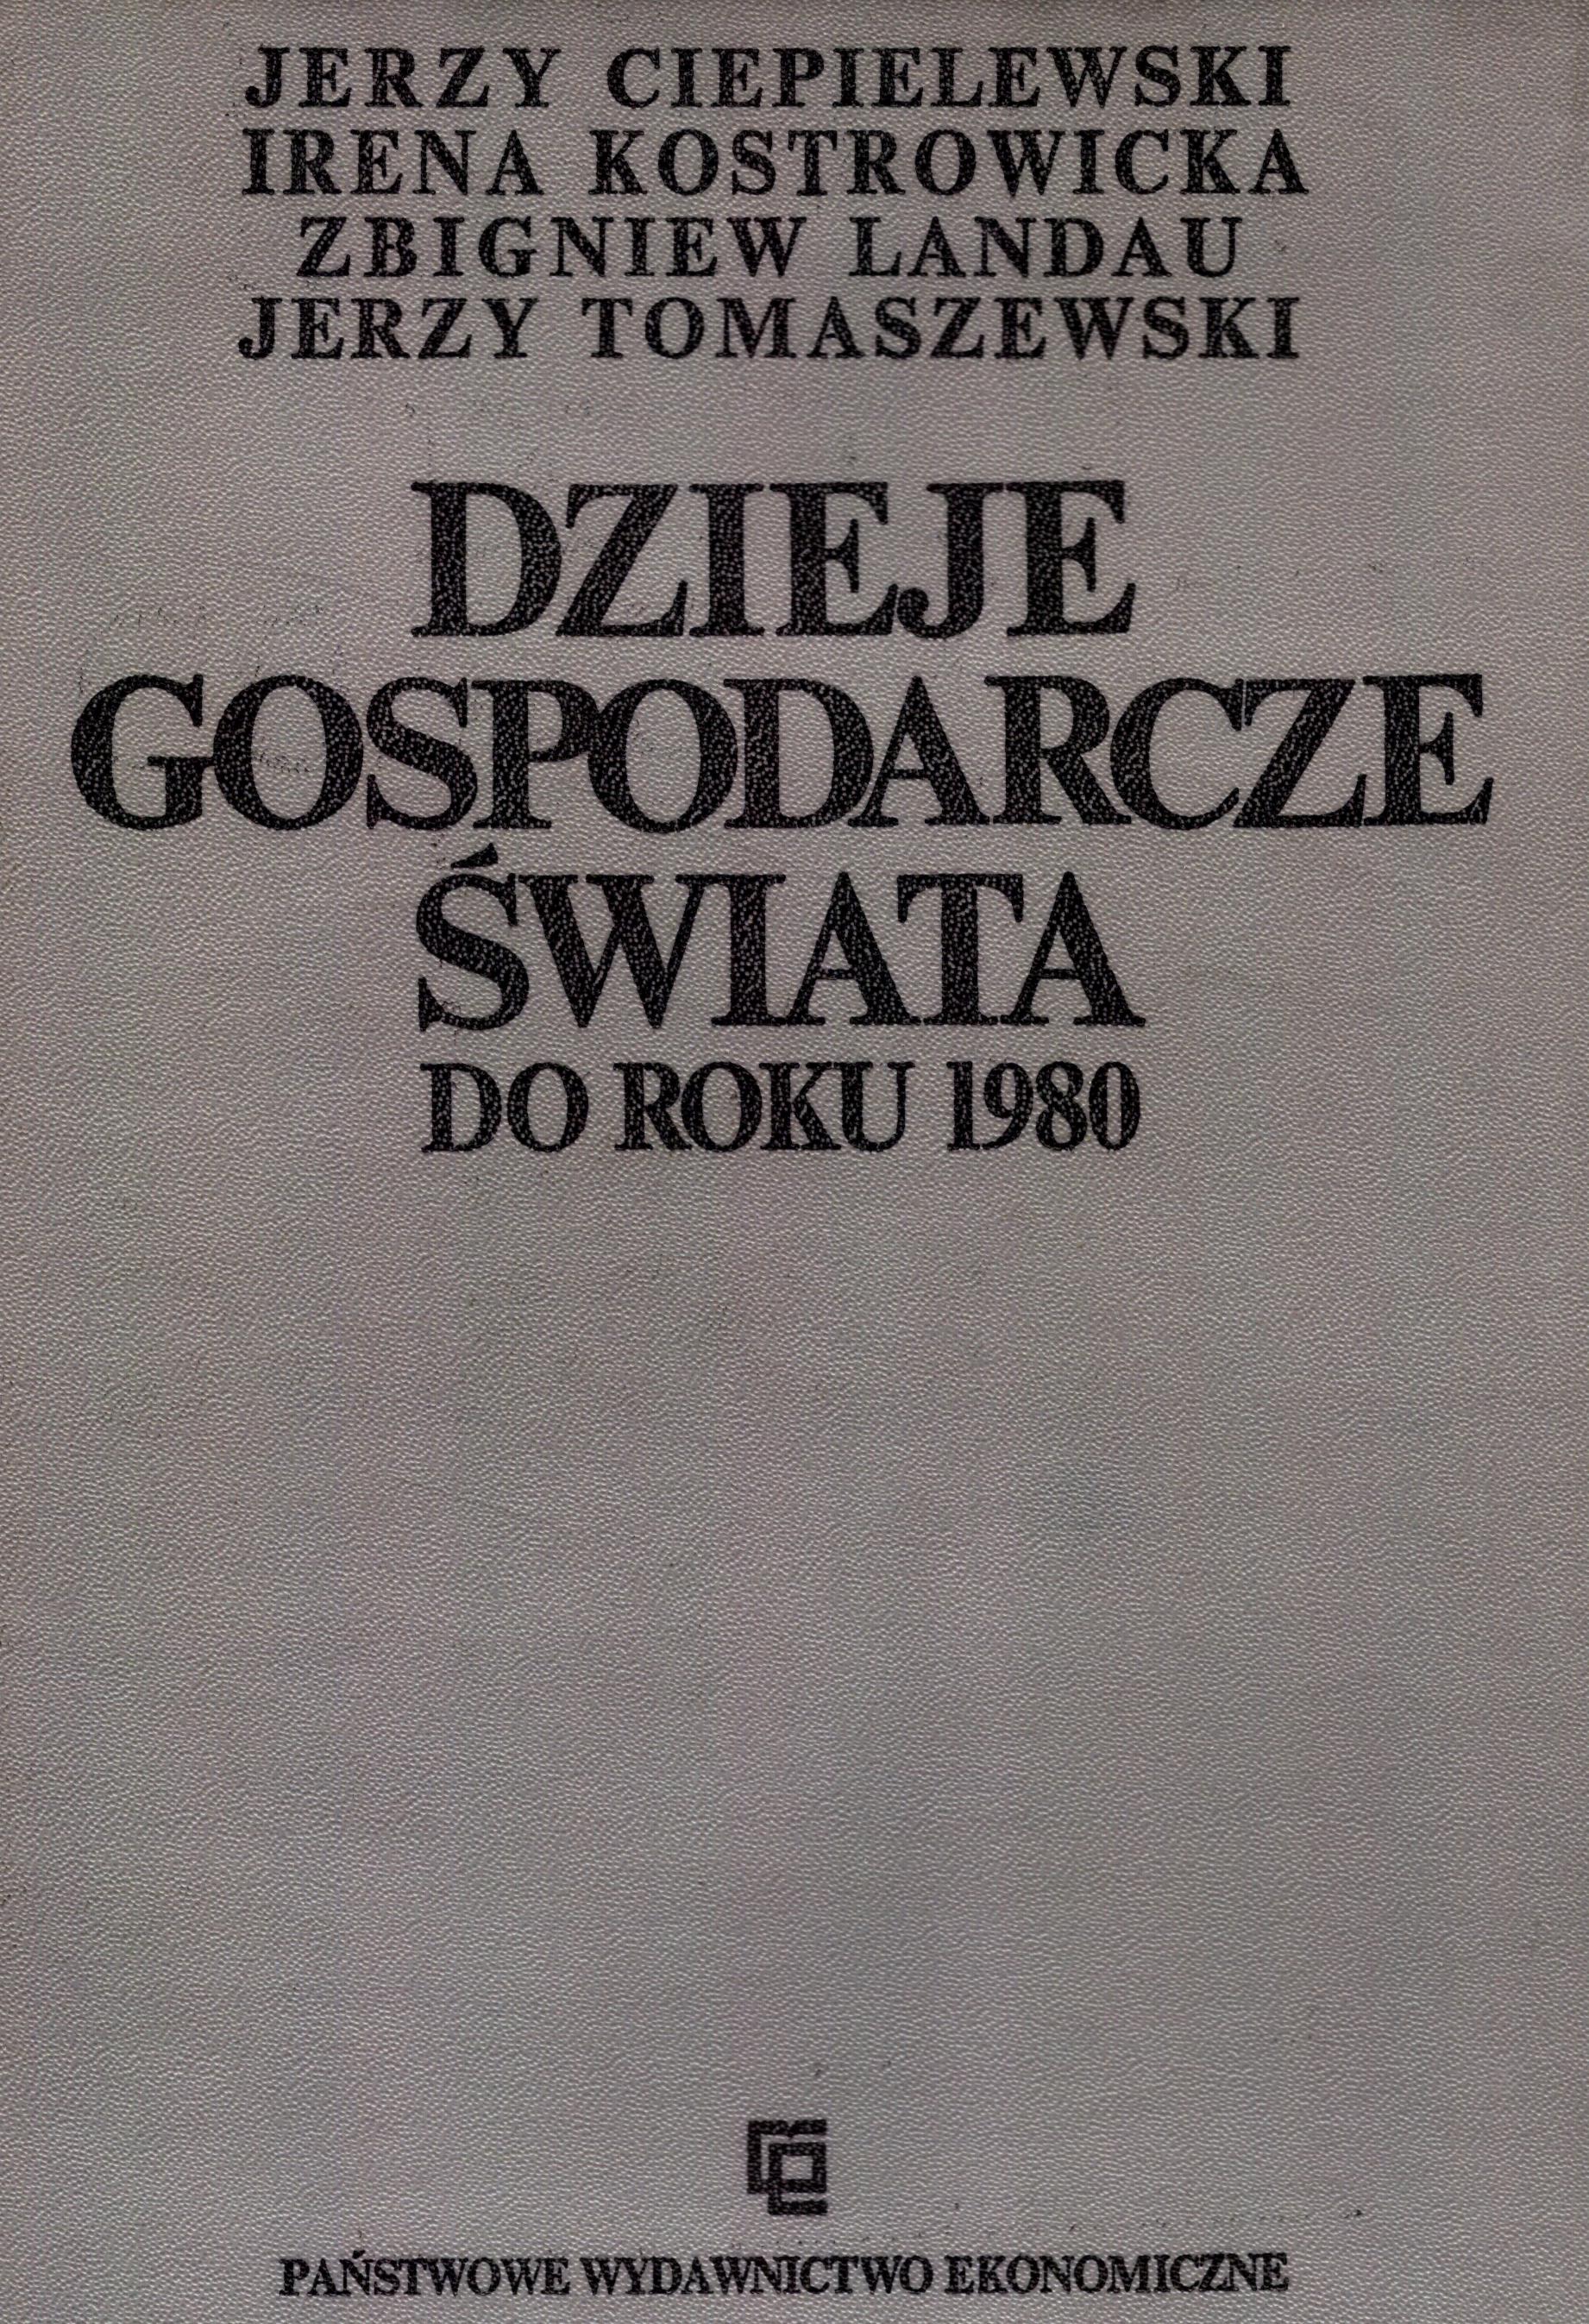 JERZY CIEPIELEWSKI
IRENA KOSTROWICKA
ZBIGNIEW LANDAU
JERZY TOMASZEWSKI
DZIEJE
GOSPODARCZE
ŚWIATA
DO ROKU 1980
PAŃSTWOWE WYDAWNICTWO EKONOMICZNE